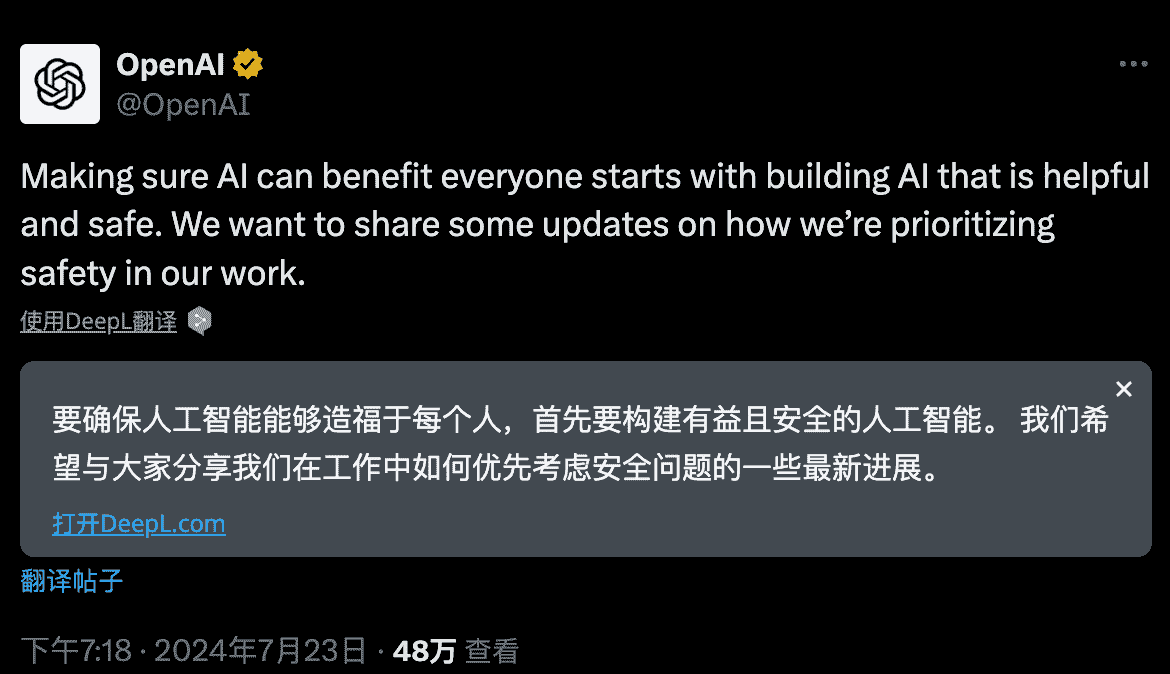 OpenAI
@OpenAI
Making sure AI can benefit everyone starts with building AI that is helpful
and safe. We want to share some updates on how we’re prioritizing
safety in our work.
使用DeepL翻译
要确保人工智能能够造福于每个人，首先要构建有益且安全的人工智能。 我们希
望与大家分享我们在工作中如何优先考虑安全问题的一些最新进展。
打开DeepL.com
翻译帖子
下午7:18 · 2024年7月23日 · 48万 查看